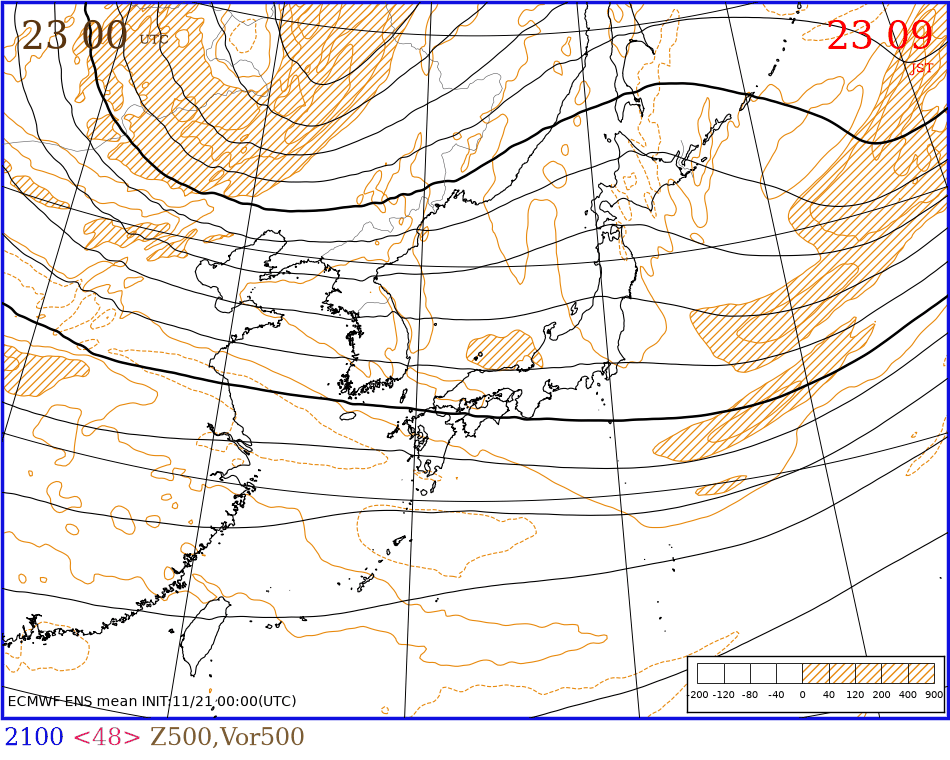 23 00 UTC
23 09
JST
-200 -120 -80 -40 0 40 120 200 400 900
ECMWF ENS mean INIT:11/21 00:00(UTC)
2100 <48> Z500,Vor500